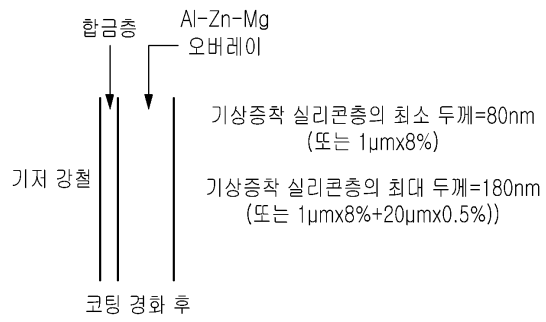 합금층
Al-Zn-Mg
오버레이
기상증착 실리콘층의 최소 두께=80nm
(또는 1µmx8%)
기저 강철
기상증착 실리콘층의 최대 두께=180nm
(또는 1µmx8%+20µmx0.5%))
코팅 경화 후